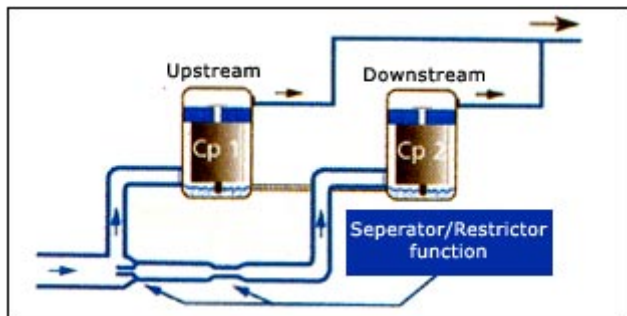 Upstream
Downstream
Cp 1
Cp 2
Seperator/Restrictor
function